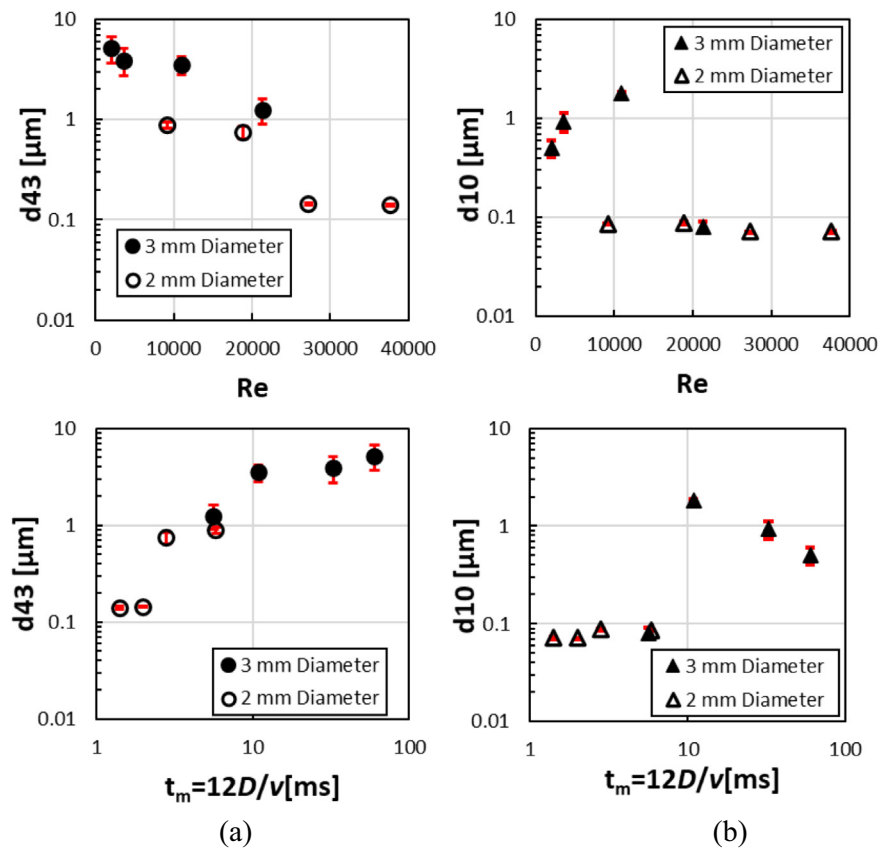 10
1
0.1
0.01
d43 [µm]
3 mm Diameter
2 mm Diameter
0 10000 20000 30000 40000
Re
10
1
0.1
0.01
d10 [µm]
3 mm Diameter
2 mm Diameter
0 10000 20000 30000 40000
Re
10
1
0.1
0.01
d43 [µm]
3 mm Diameter
2 mm Diameter
1 10 100
tm=12D/v[ms]
(a)
10
1
0.1
0.01
d10 [µm]
3 mm Diameter
2 mm Diameter
1 10 100
tm=12D/v[ms]
(b)